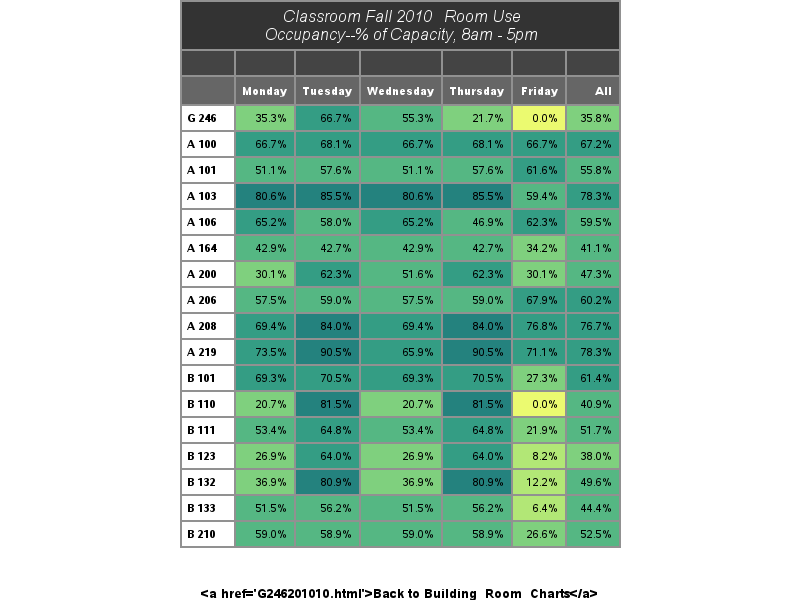 Classroom Fall 2010 Room Use
Occupancy--% of Capacity, 8am - 5pm
Monday Tuesday Wednesday Thursday Friday All
G 246 35.3% 66.7% 55.3% 21.7% 0.0% 35.8%
A 100 66.7% 68.1% 66.7% 68.1% 66.7% 67.2%
A 101 51.1% 57.6% 51.1% 57.6% 61.6% 55.8%
A 103 80.6% 85.5% 80.6% 85.5% 59.4% 78.3%
A 106 65.2% 58.0% 65.2% 46.9% 62.3% 59.5%
A 164 42.9% 42.7% 42.9% 42.7% 34.2% 41.1%
A 200 30.1% 62.3% 51.6% 62.3% 30.1% 47.3%
A 206 57.5% 59.0% 57.5% 59.0% 67.9% 60.2%
A 208 69.4% 84.0% 69.4% 84.0% 76.8% 76.7%
A 219 73.5% 90.5% 65.9% 90.5% 71.1% 78.3%
B 101 69.3% 70.5% 69.3% 70.5% 27.3% 61.4%
B 110 20.7% 81.5% 20.7% 81.5% 0.0% 40.9%
B 111 53.4% 64.8% 53.4% 64.8% 21.9% 51.7%
B 123 26.9% 64.0% 26.9% 64.0% 8.2% 38.0%
B 132 36.9% 80.9% 36.9% 80.9% 12.2% 49.6%
B 133 51.5% 56.2% 51.5% 56.2% 6.4% 44.4%
B 210 59.0% 58.9% 59.0% 58.9% 26.6% 52.5%
<a href='G246201010.html'>Back to Building Room Charts</a>